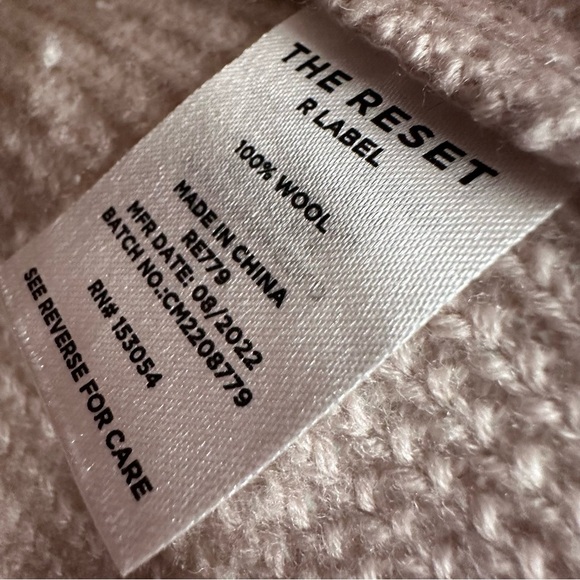 THE RESET
R LABEL
100% WOOL
MADE IN CHINA
RE779
MFR DATE: 08/2022
BATCH NO.:CM2208779
RN# 153054
SEE REVERSE FOR CARE